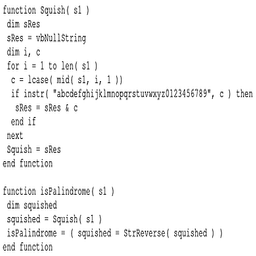 function Squish( s1 )
 dim sRes
 sRes = vbNullString
 dim i, c
 for i = 1 to len( s1 )
  c = lcase( mid( s1, i, 1 ))
  if instr( "abcdefghijklmnopqrstuvwxyz0123456789", c ) then
   sRes = sRes & c
  end if
 next
 Squish = sRes
end function

function isPalindrome( s1 )
 dim squished
 squished = Squish( s1 )
 isPalindrome = ( squished = StrReverse( squished ) )
end function